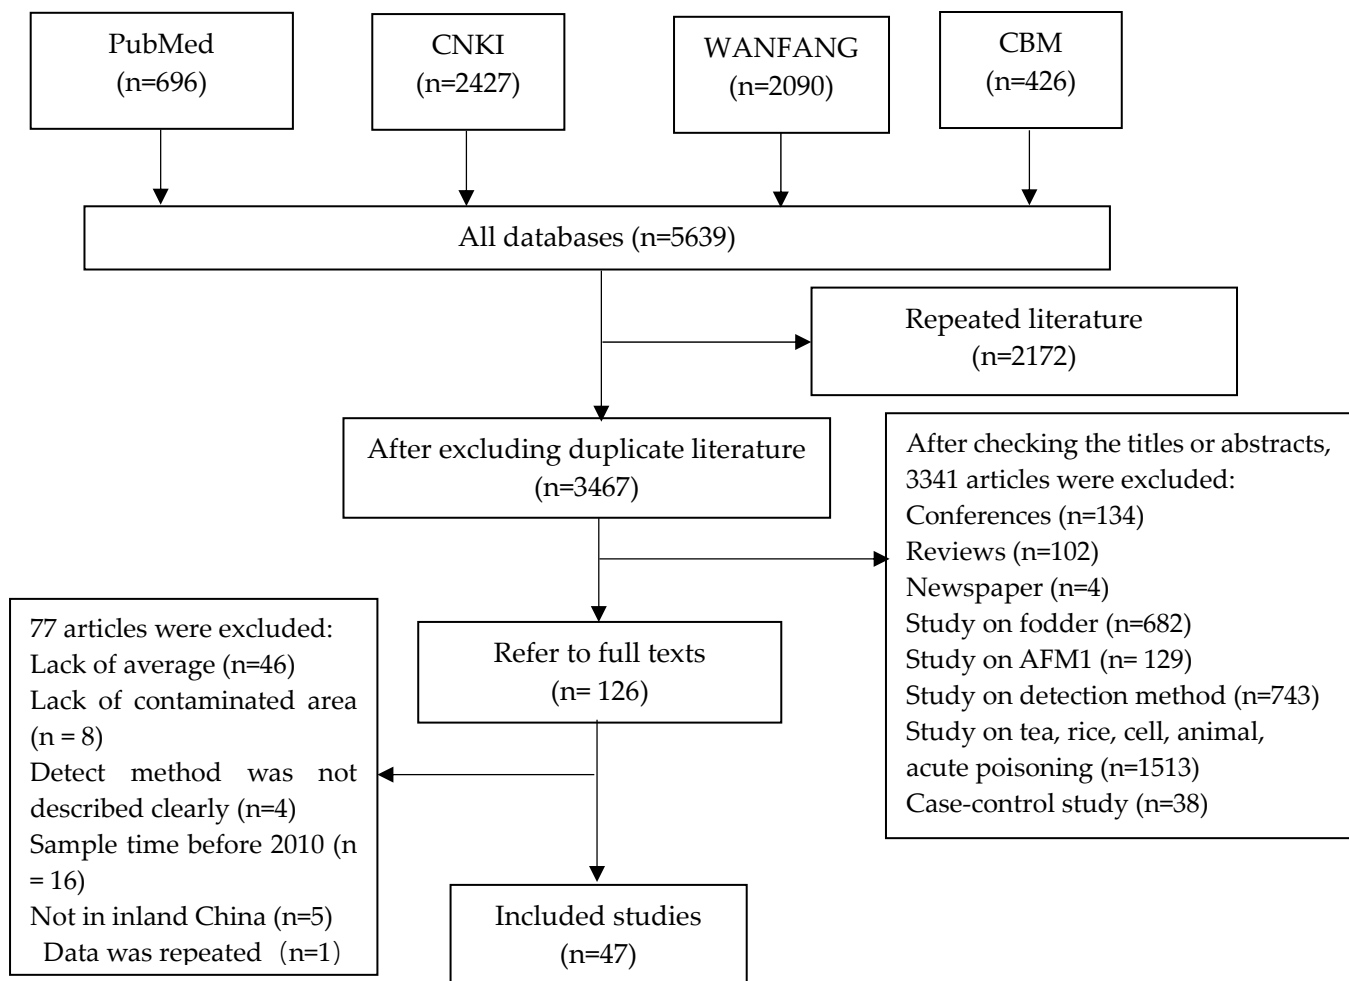 PubMed
(n=696)
CNKI
(n=2427)
WANFANG
(n=2090)
CBM
(n=426)
All databases (n=5639)
Repeated literature
(n=2172)
After excluding duplicate literature
(n=3467)
After checking the titles or abstracts,
3341 articles were excluded:
Conferences (n=134)
Reviews (n=102)
Newspaper (n=4)
Study on fodder (n=682)
Study on AFM1 (n= 129)
Study on detection method (n=743)
Study on tea, rice, cell, animal,
acute poisoning (n=1513)
Case-control study (n=38)
Refer to full texts
(n= 126)
77 articles were excluded:
Lack of average (n=46)
Lack of contaminated area
(n = 8)
Detect method was not
described clearly (n=4)
Sample time before 2010 (n
= 16)
Not in inland China (n=5)
Data was repeated（n=1）
Included studies
(n=47)